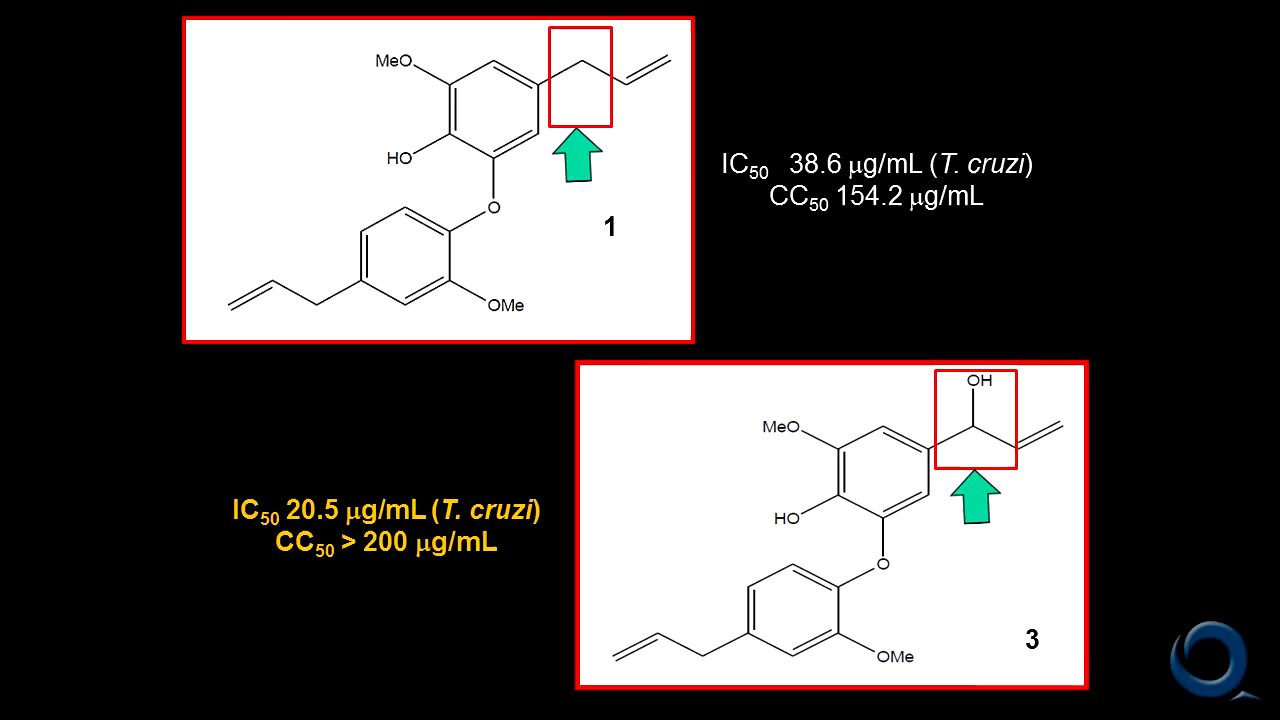 MeO
HO
O
1
OMe
IC50 38.6 μg/mL (T. cruzi)
CC50 154.2 μg/mL
OH
MeO
HO
O
3
OMe
IC50 20.5 μg/mL (T. cruzi)
CC50 > 200 μg/mL